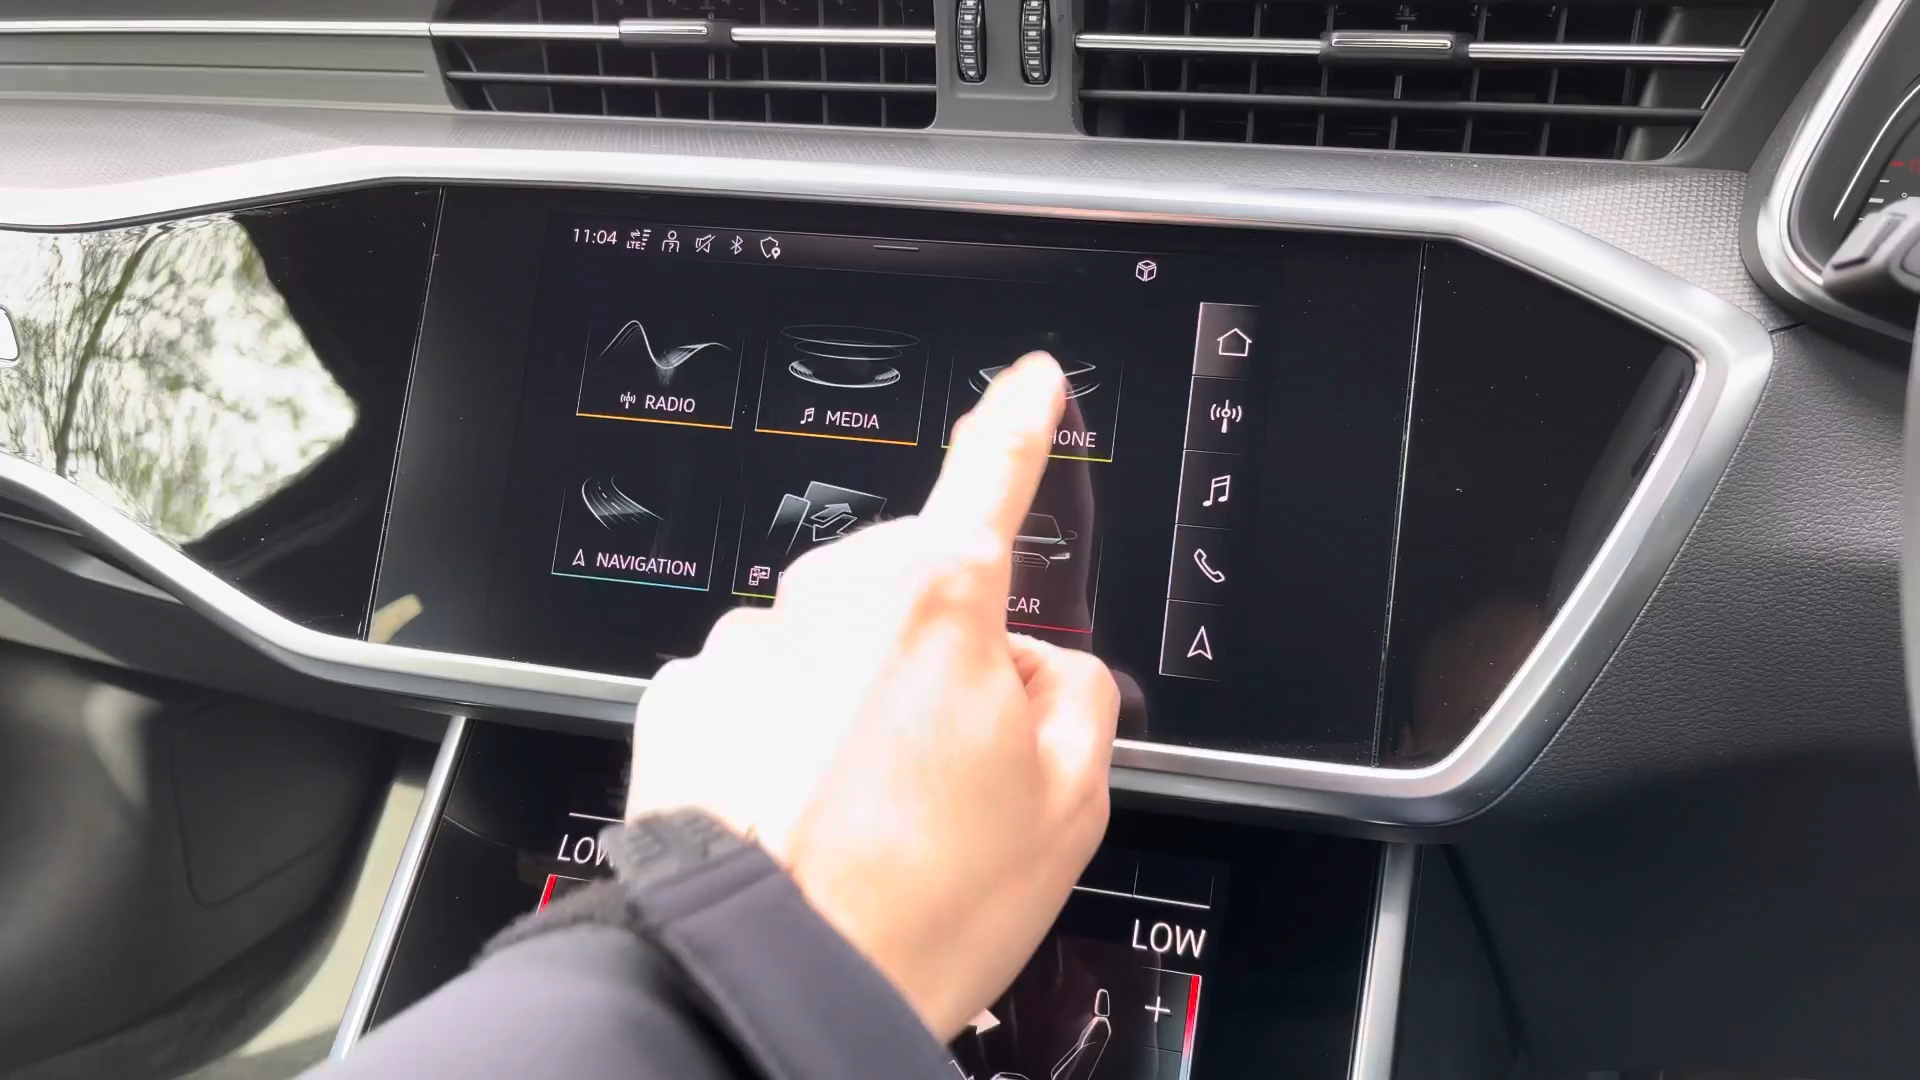 11:04
LTE
RADIO
MEDIA
HONE
NAVIGATION
CAR
LOW
LOW